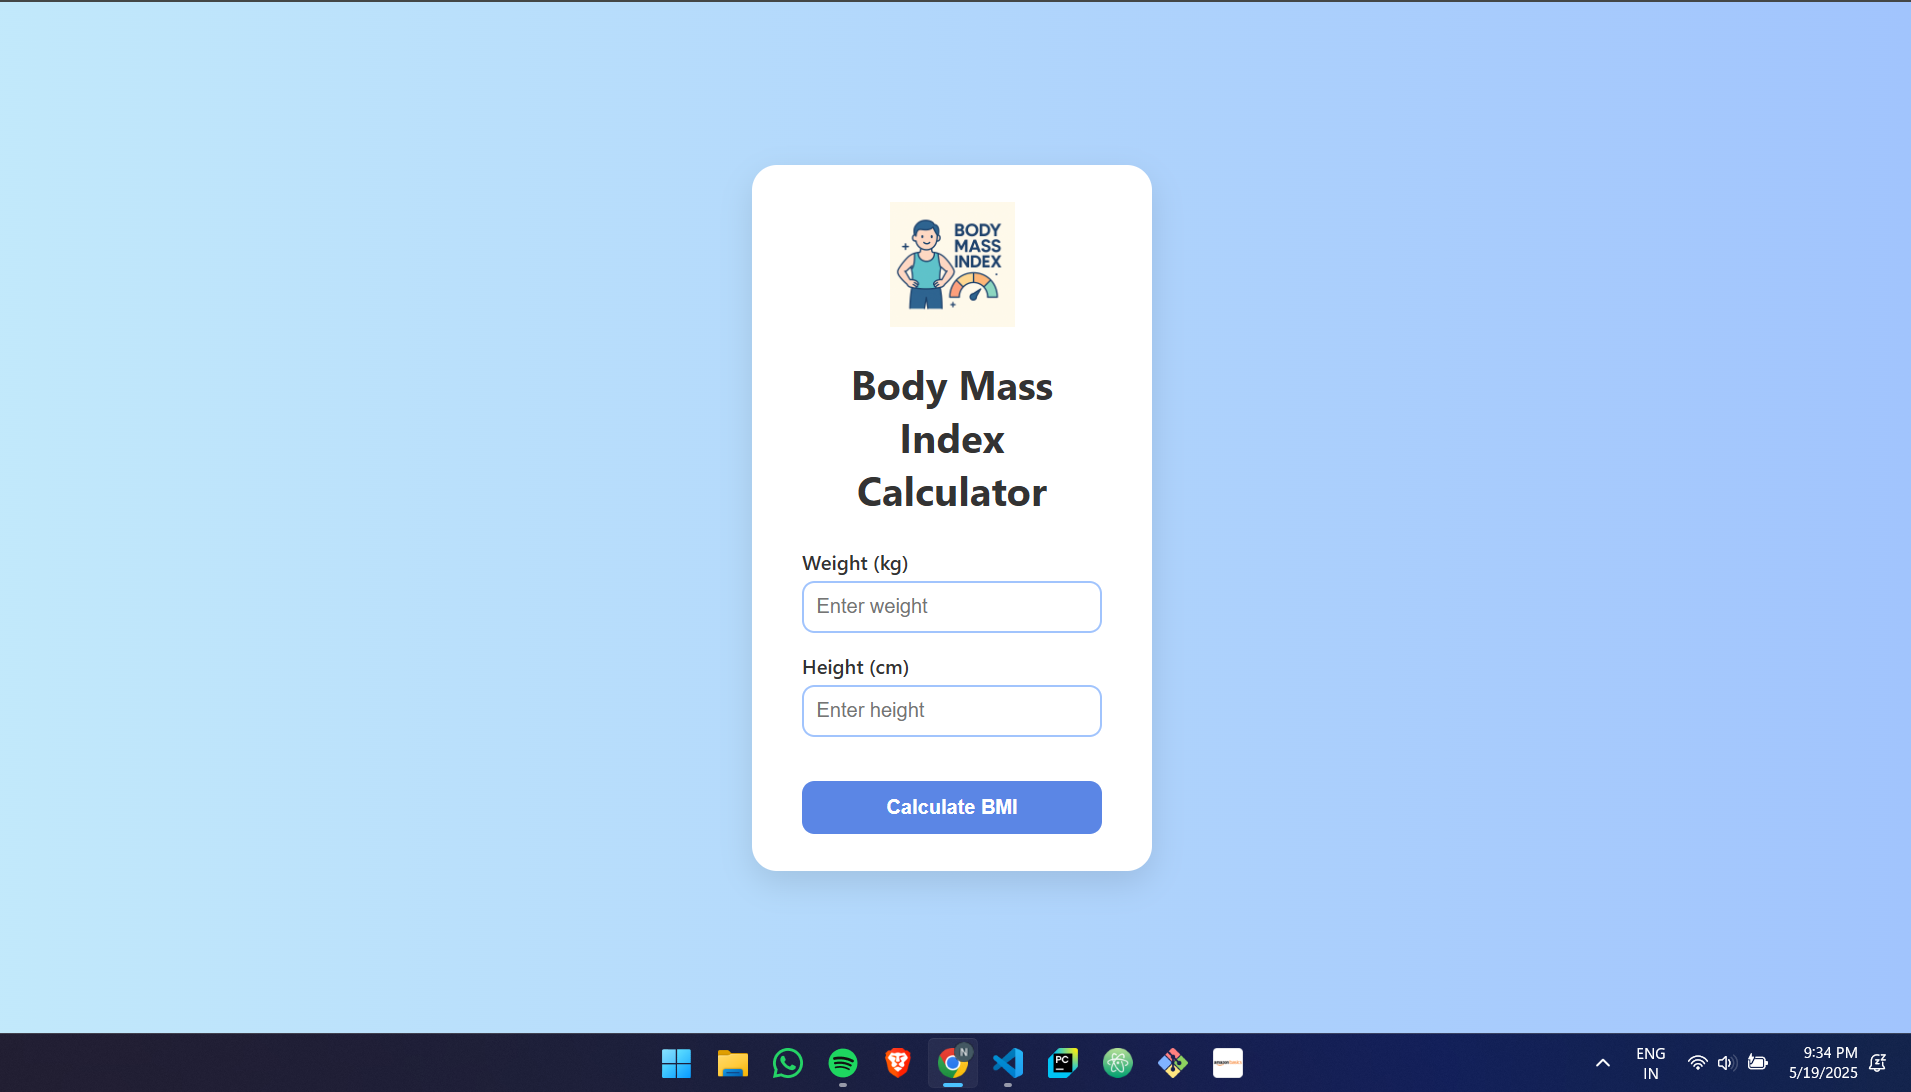 BODY
MASS
INDEX
Body Mass
Index
Calculator
Weight (kg)
Enter weight
Height (cm)
Enter height
Calculate BMI
N
PC
ENG
IN
9:34 PM
5/19/2025